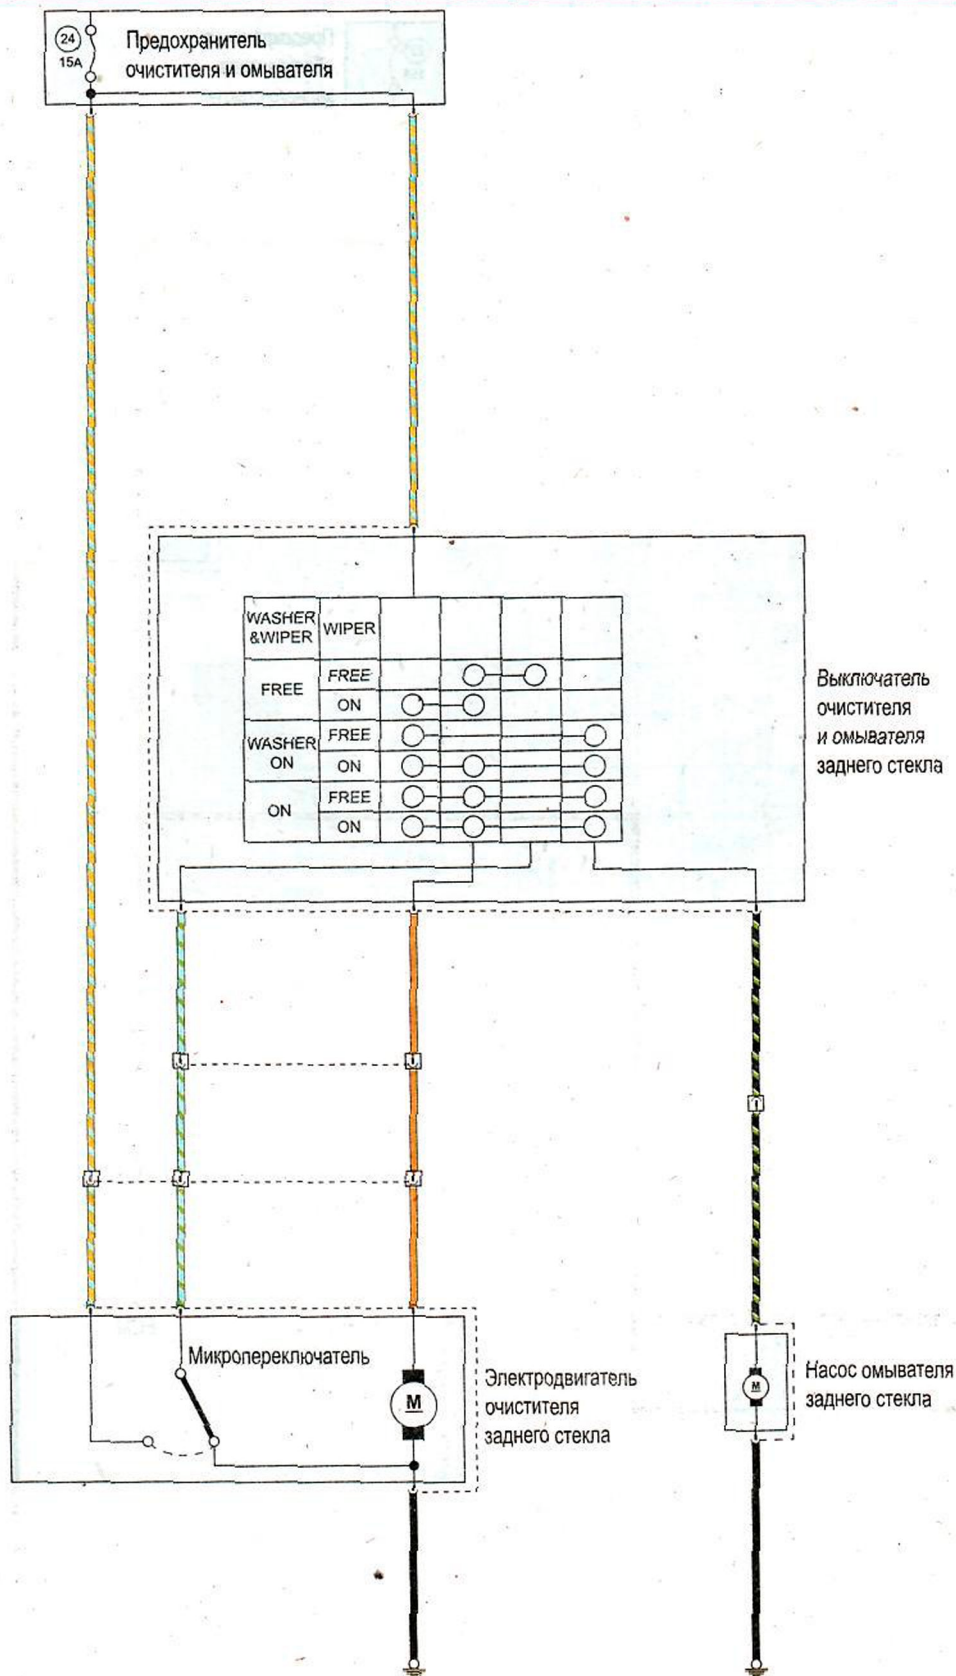 24
15А
Предохранитель
очистителя и омывателя
WASHER
&WIPER
WIPER
FREE
FREE
ON
WASHER
ON
FREE
ON
ON
FREE
ON
Выключатель
очистителя
и омывателя
заднего стекла
Микропереключатель
M
Электродвигатель
очистителя
заднего стекла
M
Насос омывателя
заднего стекла